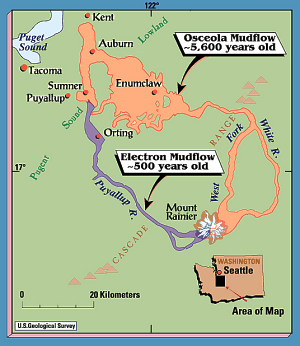 122°
Kent
Puget
Sound
Auburn
Lowland
Osceola Mudflow
~5,600 years old
Tacoma
Enumclaw
Sumner
Puyallup
Sound
Orting
RANGE
Fork
White R.
Electron Mudflow
~500 years old
17°
Pugeat
Puyallup R.
West
Mount
Rainier
CASCADE
WASHINGTON
Seattle
0 20 Kilometers
Area of Map
U.S.Geological Survey